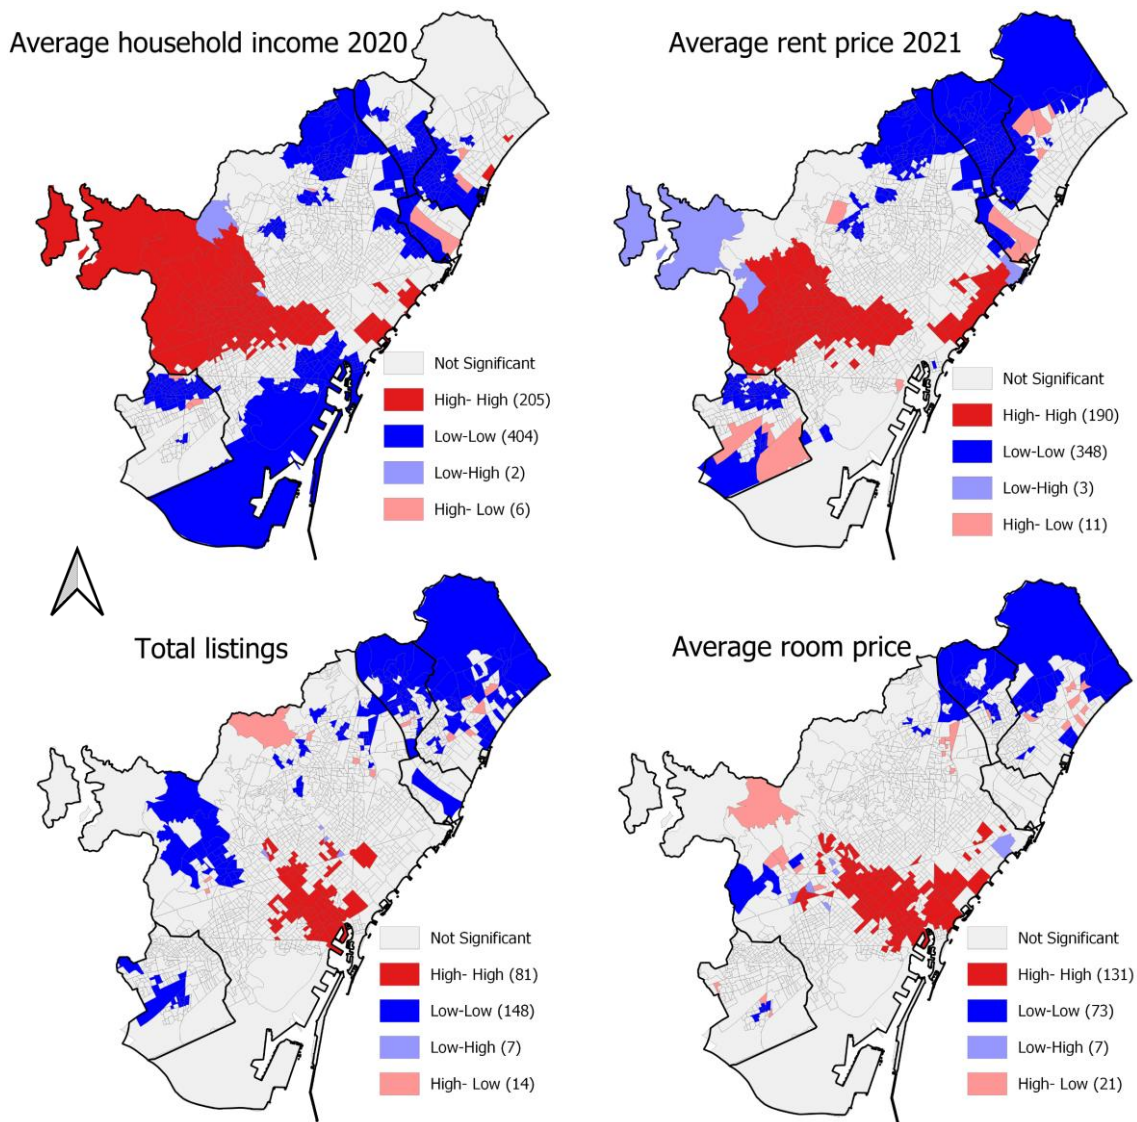 Average household income 2020
Not Significant
High- High (205)
Low-Low (404)
Low-High (2)
High- Low (6)
Average rent price 2021
Not Significant
High- High (190)
Low-Low (348)
Low-High (3)
High- Low (11)
Total listings
Not Significant
High- High (81)
Low-Low (148)
Low-High (7)
High- Low (14)
Average room price
Not Significant
High- High (131)
Low-Low (73)
Low-High (7)
High- Low (21)